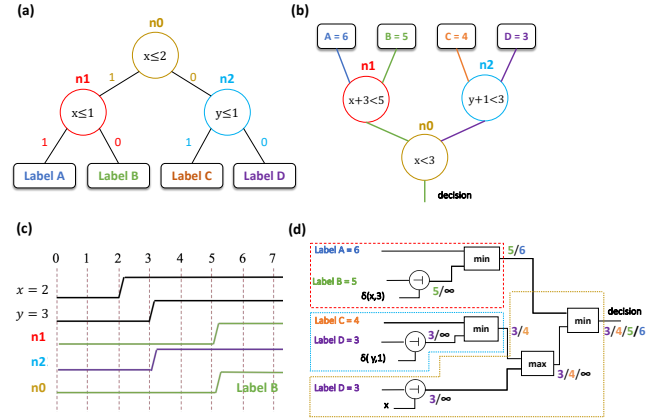 (a)
n0
x≤2
n1
1
0
n2
x≤1
y≤1
1
0
1
0
Label A
Label B
Label C
Label D
(b)
A = 6
B = 5
C = 4
D = 3
n1
n2
x+3<5
y+1<3
n0
x<3
decision
(c)
0 1 2 3 4 5 6 7
x = 2
y = 3
n1
n2
n0
Label B
(d)
Label A = 6
min
5/6
Label B = 5
⊣
δ(x,3)
5/∞
Label C = 4
min
3/4
Label D = 3
⊣
3/∞
δ( y,1)
min
decision
3/4/5/6
max
3/4/∞
Label D = 3
⊣
x
3/∞